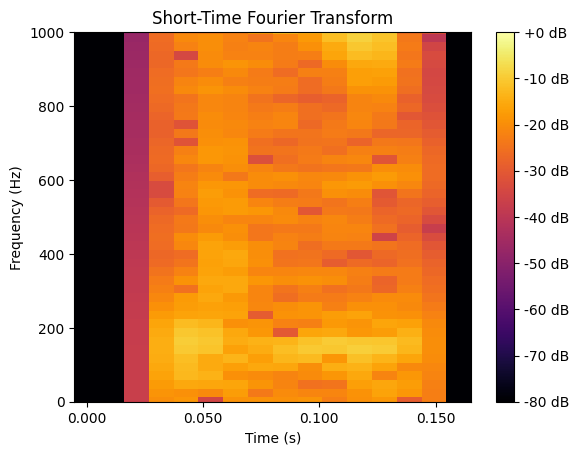 Short-Time Fourier Transform
1000
800
600
400
200
0
Frequency (Hz)
0.000
0.050
0.100
0.150
Time (s)
+0 dB
-10 dB
-20 dB
-30 dB
-40 dB
-50 dB
-60 dB
-70 dB
-80 dB